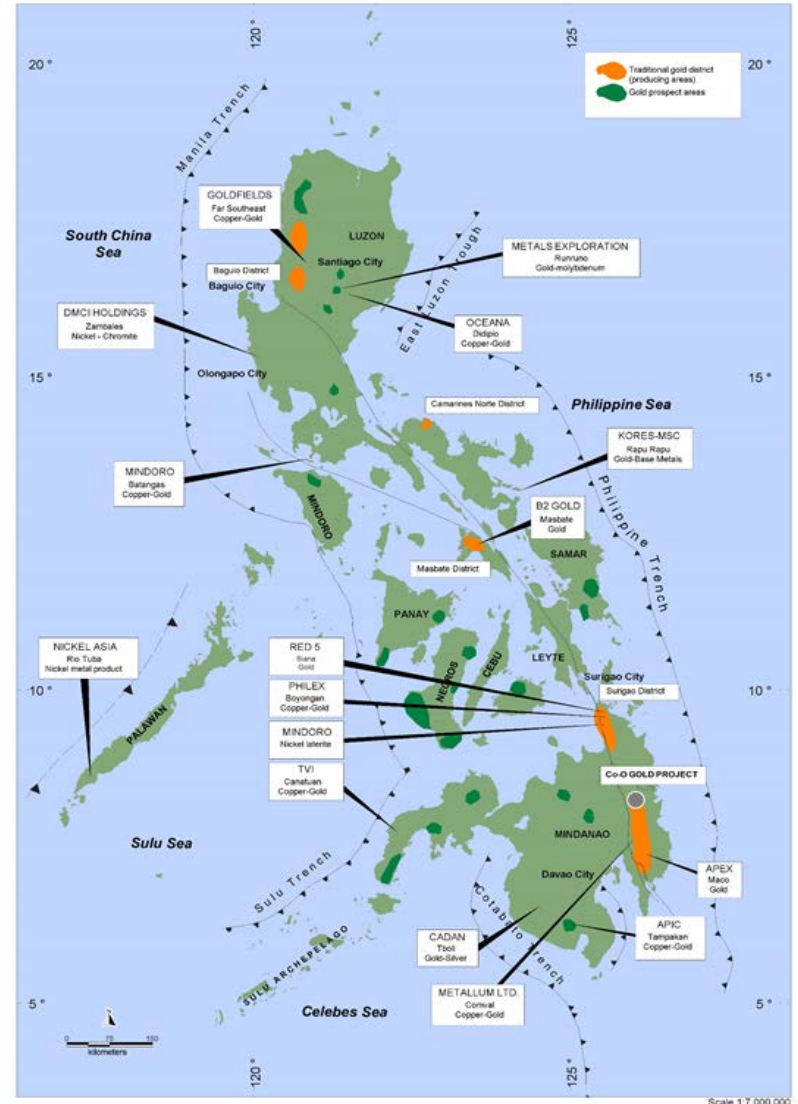 120 °
125 °
20 °
20 °
Traditional gold district
(producing areas)
Gold prospect areas
Manila Trench
GOLDFIELDS
Far Southeast
Copper-Gold
LUZON
South China
Sea
Santiago City
East Luzon Trough
METALS EXPLORATION
Runruno
Gold-molybdenum
Baguio District
Baguio City
DMCI HOLDINGS
Zambales
Nickel - Chromite
OCEANA
Didipio
Copper-Gold
Olongapo City
15 °
15 °
Camarines Norte District
Philippine Sea
KORES-MSC
Rapu Rapu
Gold-Base Metals
MINDORO
Batangas
Copper-Gold
MINDORO
Philippine Trench
B2 GOLD
Masbate
Gold
SAMAR
Masbate District
PANAY
NICKEL ASIA
Rio Tuba
Nickel metal product
RED 5
Siana
Gold
NEGROS
CEBU
LEYTE
Surigao City
10 °
10 °
PHILEX
Boyongan
Copper-Gold
Surigao District
PALAWAN
MINDORO
Nickel laterite
TVI
Canatuan
Copper-Gold
Co-O GOLD PROJECT
Sulu Sea
MINDANAO
Sulu Trench
Davao City
APEX
Maco
Gold
Cotabato Trench
CADAN
Tboli
Gold-Silver
APIC
Tampakan
Copper-Gold
SULU ARCHEPELAGO
METALLUM LTD.
Comval
Copper-Gold
5 °
5 °
Celebes Sea
0 75 150
kilometers
120 °
125 °
Scale 1:7,000,000